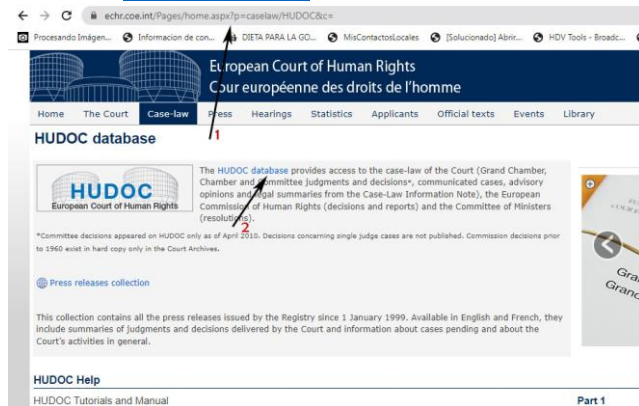 echr.coe.int/Pages/home.aspx?p=caselaw/HUDOC&c=
Procesando Imágen... Informacion de con... DIETA PARA LA GO... MisContactosLocales [Solucionado] Abrir... HDV Tools - Broadc...
European Court of Human Rights
Cour européenne des droits de l'homme
Home The Court Case-law Press Hearings Statistics Applicants Official texts Events Library
1
HUDOC database
HUDOC
European Court of Human Rights
The HUDOC database provides access to the case-law of the Court (Grand Chamber,
Chamber and Committee judgments and decisions*, communicated cases, advisory
opinions and legal summaries from the Case-Law Information Note), the European
Commission of Human Rights (decisions and reports) and the Committee of Ministers
(resolutions).
2
*Committee decisions appeared on HUDOC only as of April 2010. Decisions concerning single judge cases are not published. Commission decisions prior
to 1960 exist in hard copy only in the Court Archives.
Press releases collection
This collection contains all the press releases issued by the Registry since 1 January 1999. Available in English and French, they
include summaries of judgments and decisions delivered by the Court and information about cases pending and about the
Court's activities in general.
HUDOC Help
HUDOC Tutorials and Manual
Part 1